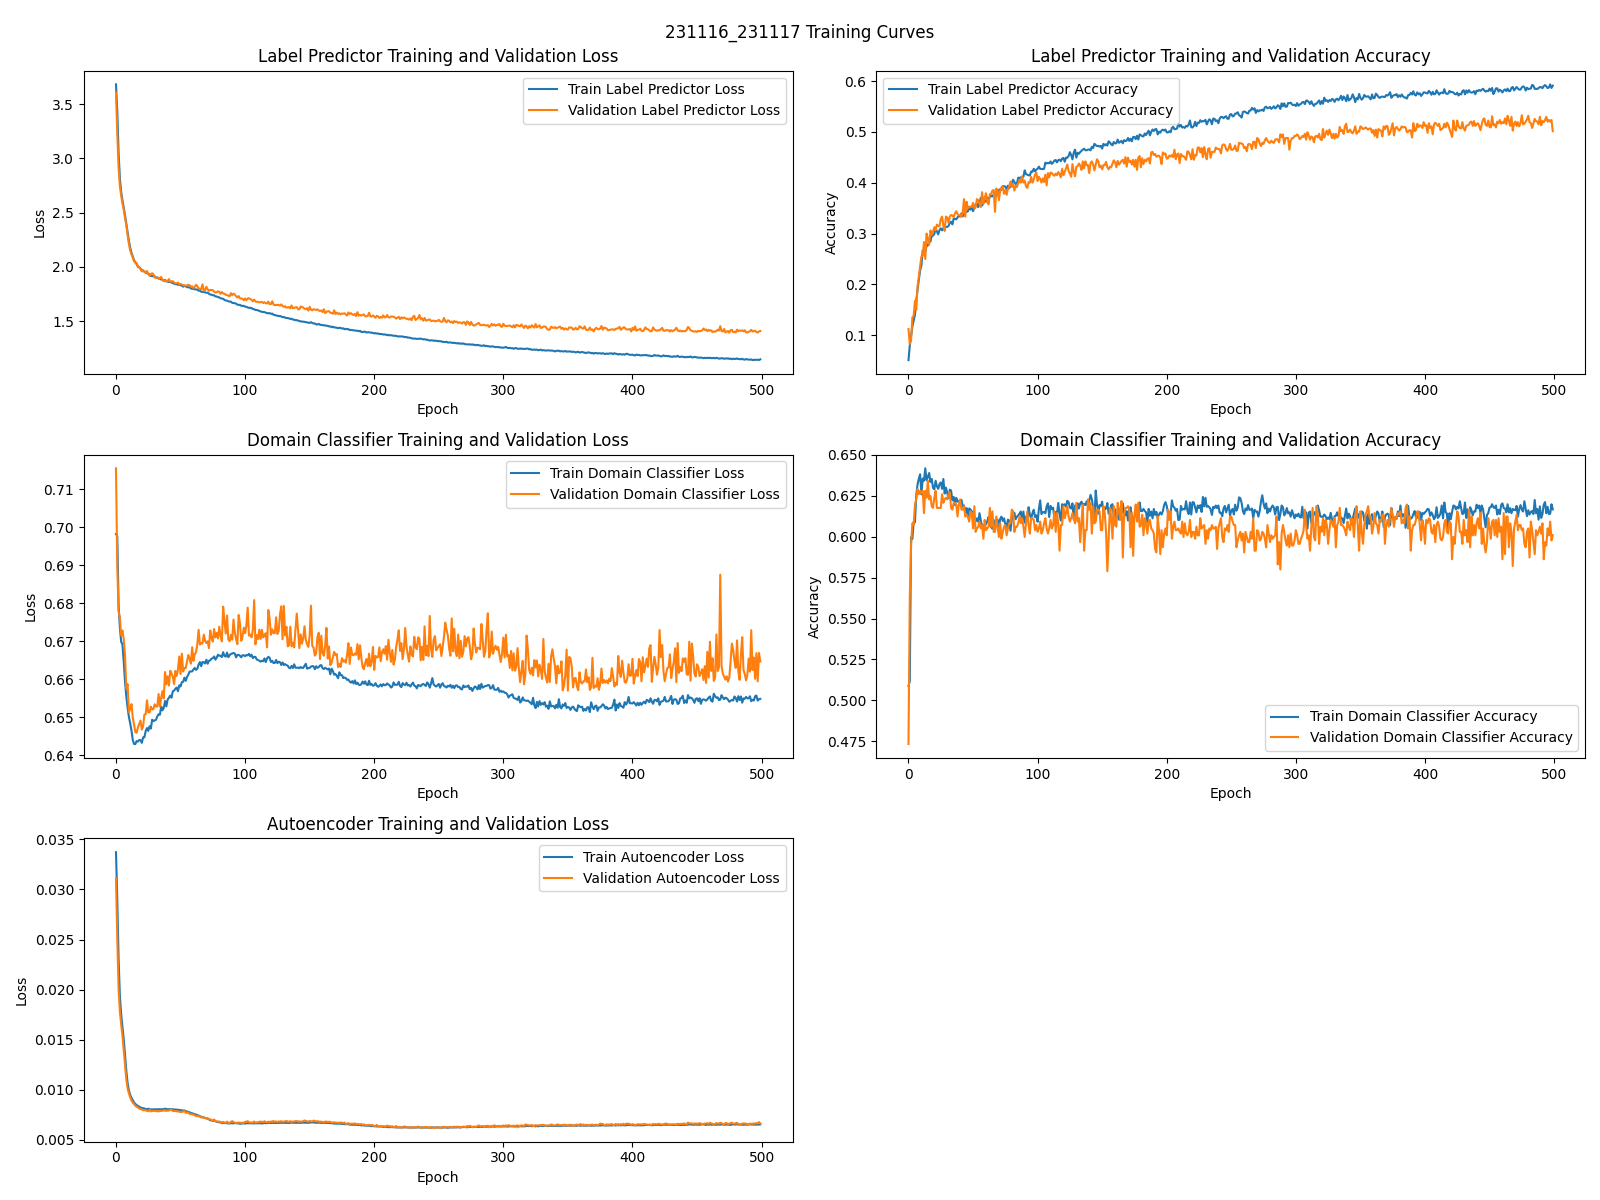 231116_231117 Training Curves
Label Predictor Training and Validation Loss
Train Label Predictor Loss
Validation Label Predictor Loss
3.5
3.0
2.5
2.0
1.5
Loss
0 100 200 300 400 500
Epoch
Label Predictor Training and Validation Accuracy
Train Label Predictor Accuracy
Validation Label Predictor Accuracy
0.6
0.5
0.4
0.3
0.2
0.1
Accuracy
0 100 200 300 400 500
Epoch
Domain Classifier Training and Validation Loss
Train Domain Classifier Loss
Validation Domain Classifier Loss
0.71
0.70
0.69
0.68
0.67
0.66
0.65
0.64
Loss
0 100 200 300 400 500
Epoch
Domain Classifier Training and Validation Accuracy
0.650
0.625
0.600
0.575
0.550
0.525
0.500
0.475
Accuracy
Train Domain Classifier Accuracy
Validation Domain Classifier Accuracy
0 100 200 300 400 500
Epoch
Autoencoder Training and Validation Loss
Train Autoencoder Loss
Validation Autoencoder Loss
0.035
0.030
0.025
0.020
0.015
0.010
0.005
Loss
0 100 200 300 400 500
Epoch